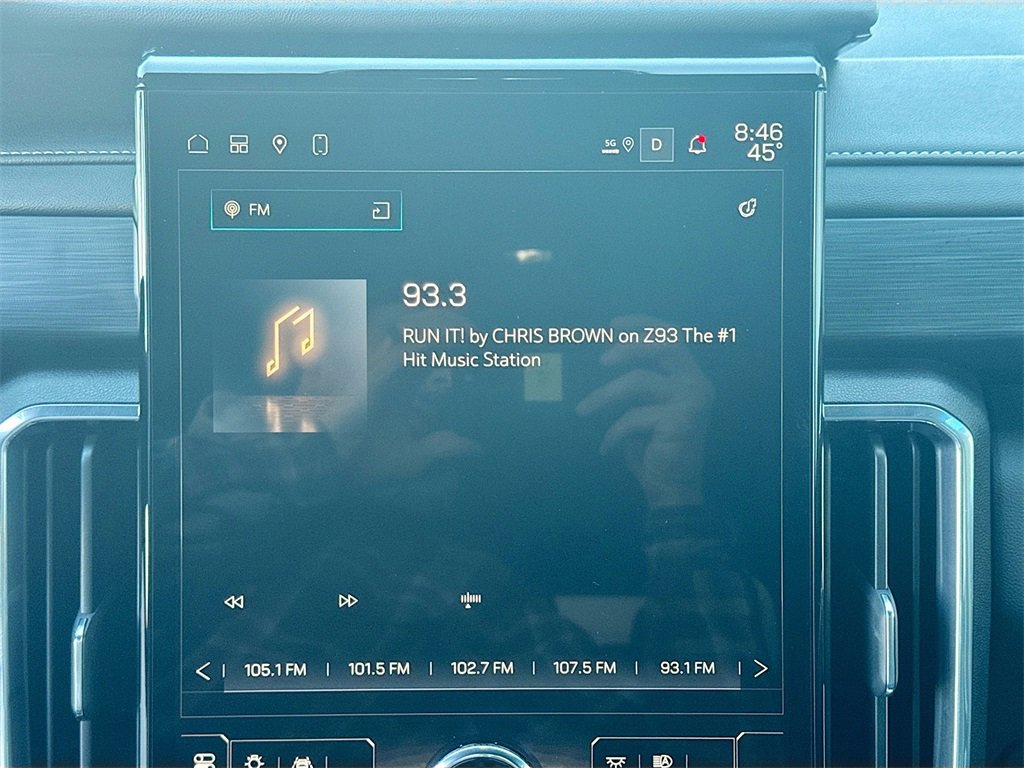 5G D 8:46
45°
FM
93.3
RUN IT! by CHRIS BROWN on Z93 The #1
Hit Music Station
105.1 FM | 101.5 FM | 102.7 FM | 107.5 FM | 93.1 FM